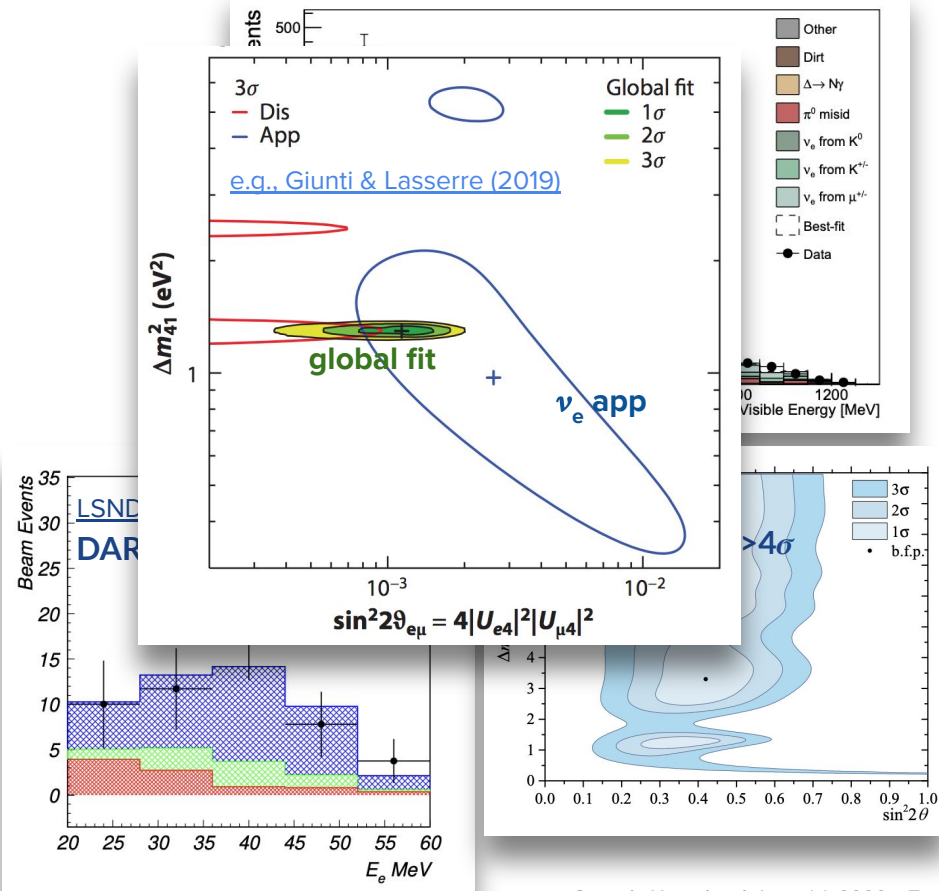 ents
500
Other
Dirt
Δ→ Nγ
π⁰ misid
νₑ from K⁰
νₑ from K⁺/⁻
νₑ from μ⁺/⁻
Best-fit
Data
1200
Visible Energy [MeV]
3σ
Dis
App
Global fit
1σ
2σ
3σ
e.g., Giunti & Lasserre (2019)
Δm²₄₁ (eV²)
1
global fit
νₑ app
10⁻³
10⁻²
sin²2ϑeμ = 4|Ue4|²|Uμ4|²
Beam Events
35
30
25
15
10
5
0
LSND
DAR
20 25 30 35 40 45 50 55 60
Eₑ MeV
>4σ
3σ
2σ
1σ
b.f.p.
4
3
2
1
0
0.0 0.1 0.2 0.3 0.4 0.5 0.6 0.7 0.8 0.9 1.0
sin²2θ